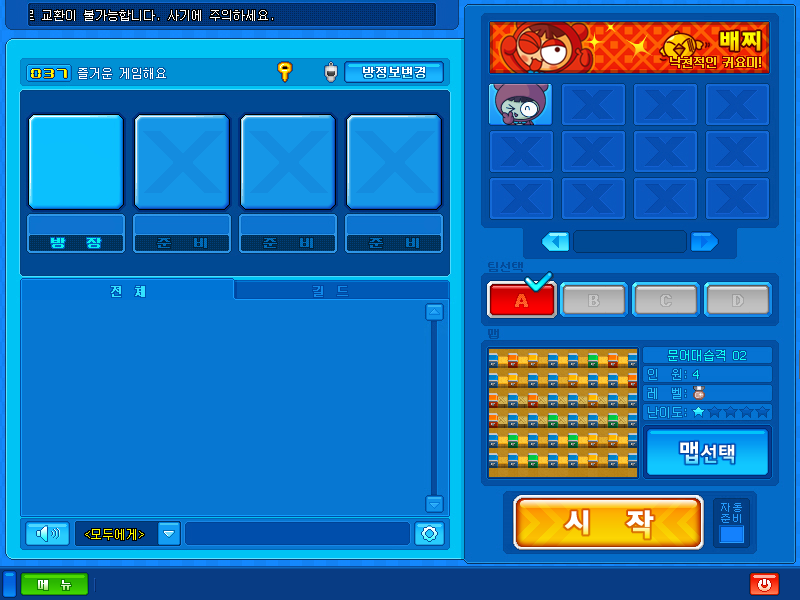 로 교환이 불가능합니다. 사기에 주의하세요.
037 즐거운 게임해요
방정보변경
방 장
준 비
준 비
준 비
전 체
길 드
<모두에게>
메 뉴
배찌
낙천적인 귀요미!
팀선택
A
B
C
D
맵
문어대습격 02
인 원: 4
레 벨:
난이도:
맵선택
시 작
자동
준비